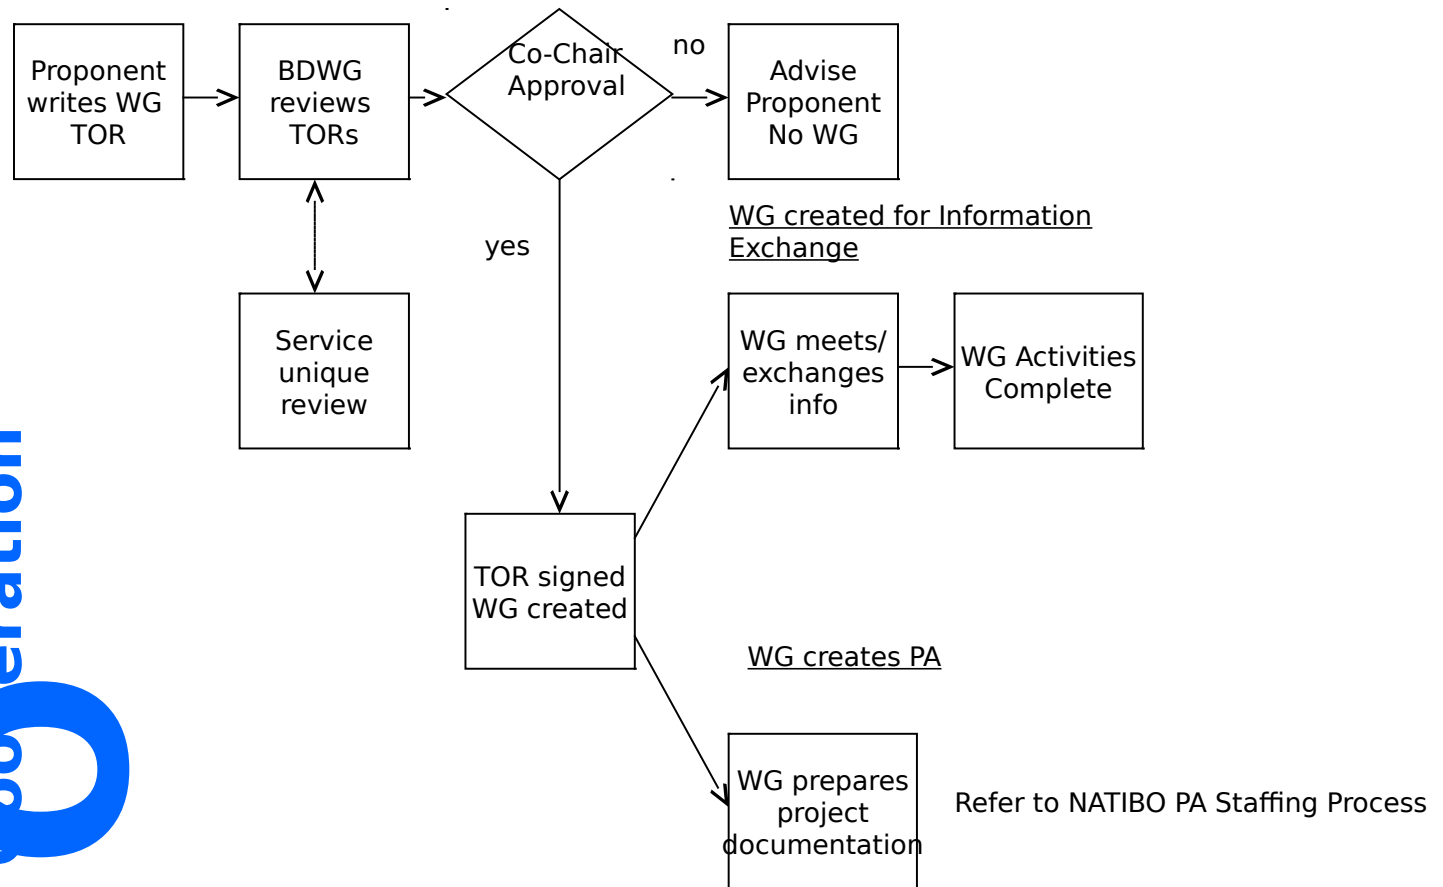 Proponent
writes WG
TOR
BDWG
reviews
TORs
Co-Chair
Approval
no
Advise
Proponent
No WG
yes
WG created for Information
Exchange
Service
unique
review
WG meets/
exchanges
info
WG Activities
Complete
TOR signed
WG created
WG creates PA
WG prepares
project
documentation
Refer to NATIBO PA Staffing Process